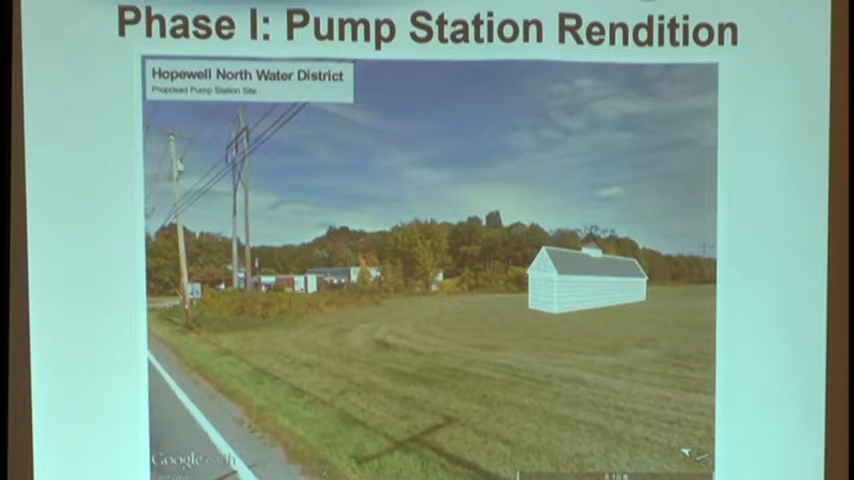 Phase I: Pump Station Rendition
Hopewell North Water District
Proposed Pump Station Site
Google earth